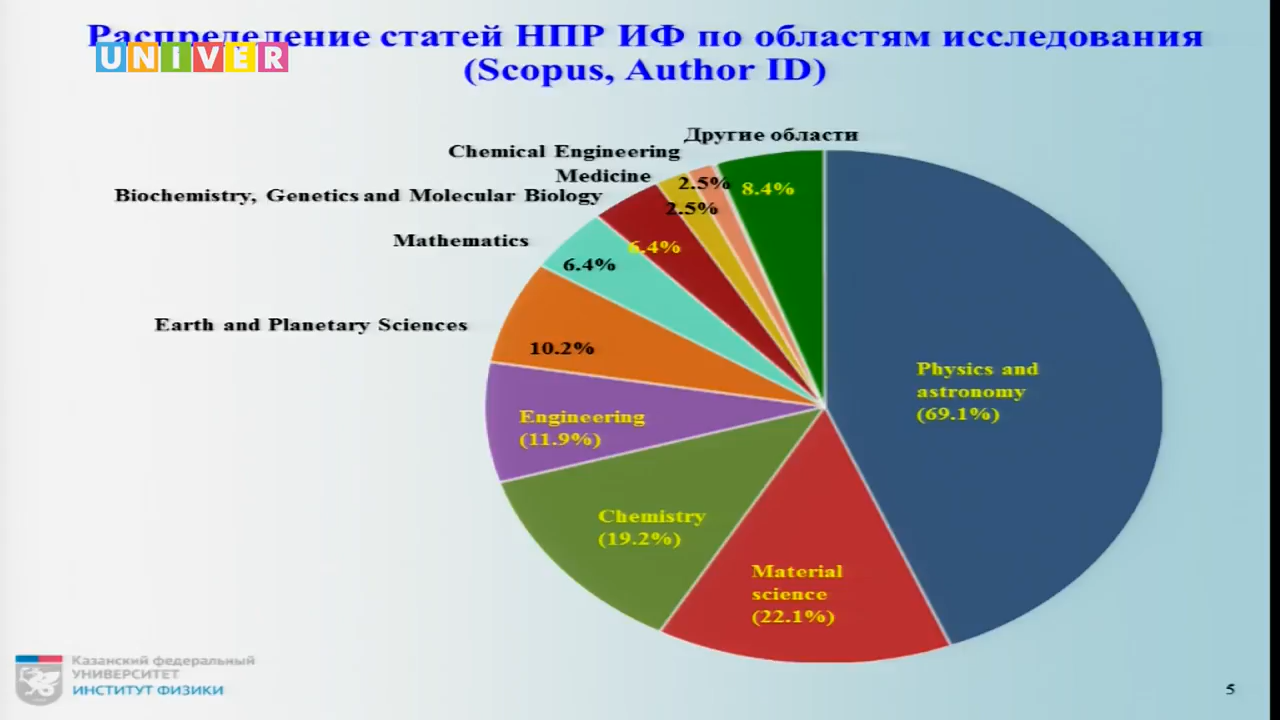 Распределение статей НПР ИФ по областям исследования
(Scopus, Author ID)
UNIVER
Другие области
Chemical Engineering
Medicine
Biochemistry, Genetics and Molecular Biology
Mathematics
Earth and Planetary Sciences
2.5%
8.4%
2.5%
6.4%
6.4%
10.2%
Engineering
(11.9%)
Physics and
astronomy
(69.1%)
Chemistry
(19.2%)
Material
science
(22.1%)
Казанский федеральный
УНИВЕРСИТЕТ
ИНСТИТУТ ФИЗИКИ
5